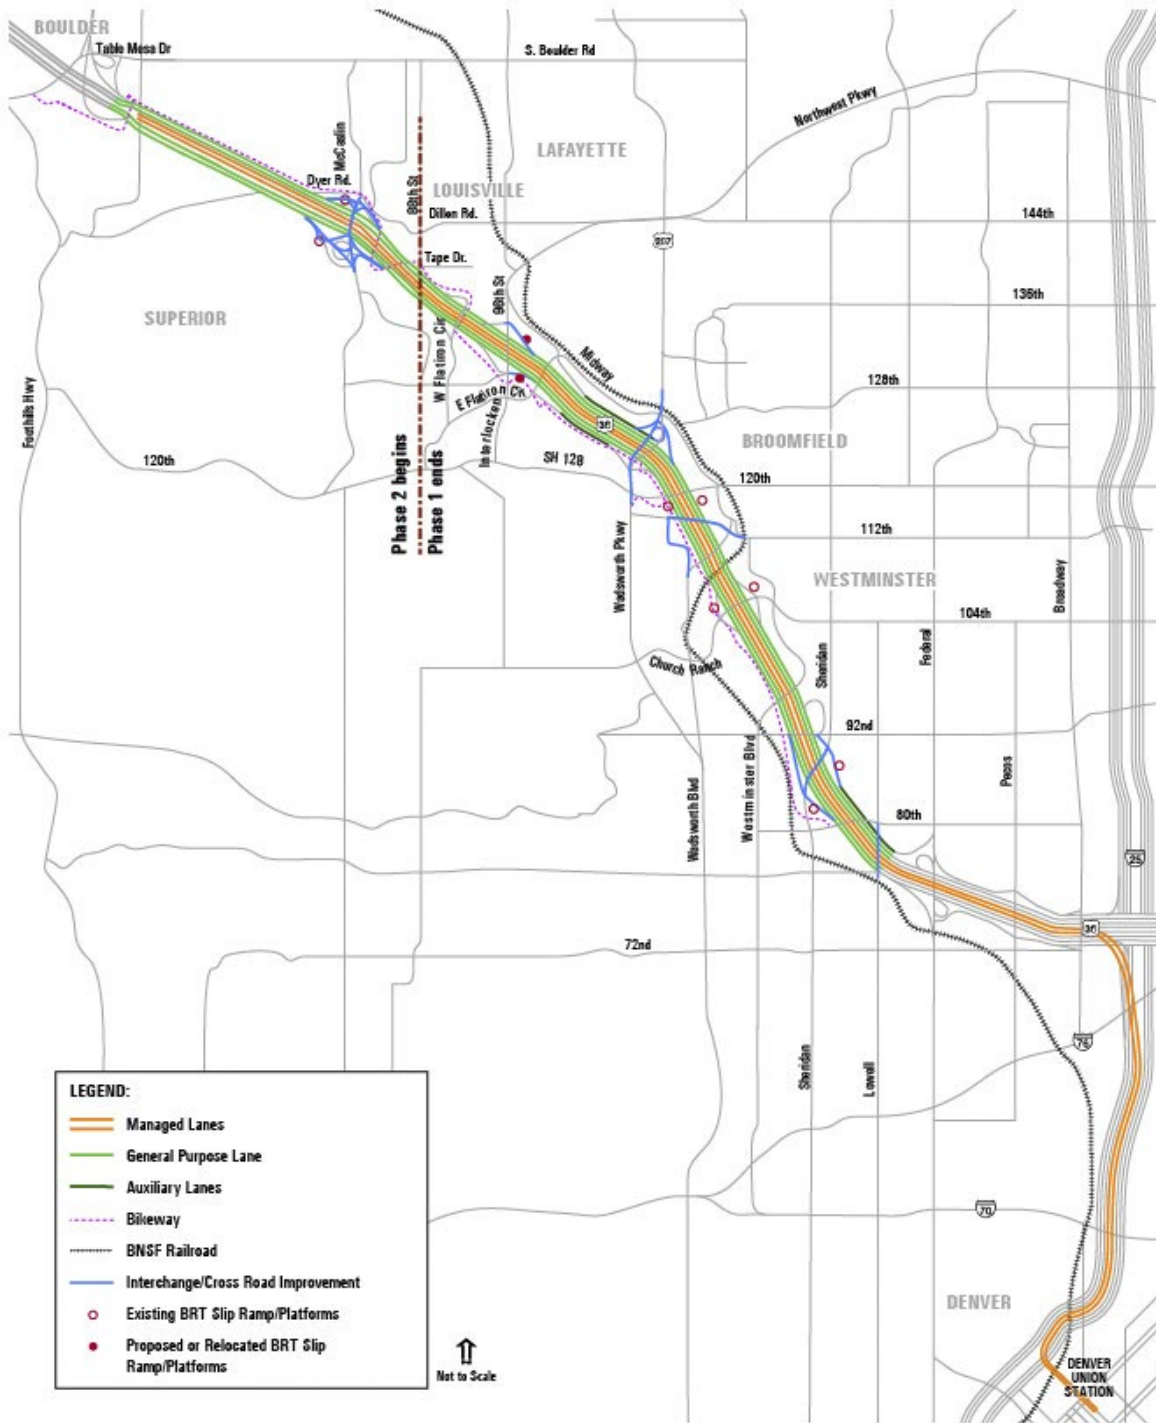 BOULDER
Table Mesa Dr
S. Boulder Rd
Northwest Pkwy
McCaslin
LAFAYETTE
Dyer Rd.
88th St
LOUISVILLE
Dillon Rd.
144th
287
Tape Dr.
96th St
136th
SUPERIOR
W Flatiron Cir
Midway
128th
Foothills Hwy
E Flatiron Cir.
Interlocken
36
BROOMFIELD
120th
SH 128
120th
Phase 2 begins
Phase 1 ends
112th
Wadsworth Pkwy
WESTMINSTER
Broadway
104th
Church Ranch
Sheridan
Federal
92nd
Westminster Blvd
Pecos
Wadsworth Blvd
80th
25
36
72nd
76
Sheridan
Lowell
LEGEND:
Managed Lanes
General Purpose Lane
Auxiliary Lanes
Bikeway
BNSF Railroad
Interchange/Cross Road Improvement
Existing BRT Slip Ramp/Platforms
Proposed or Relocated BRT Slip
Ramp/Platforms
70
DENVER
Not to Scale
DENVER
UNION
STATION